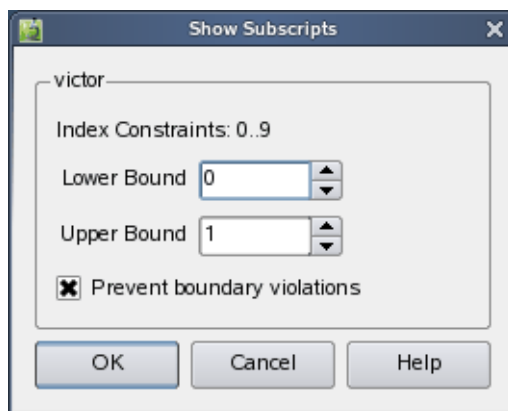 Show Subscripts
victor
Index Constraints: 0..9
Lower Bound 0
Upper Bound 1
Prevent boundary violations
OK Cancel Help